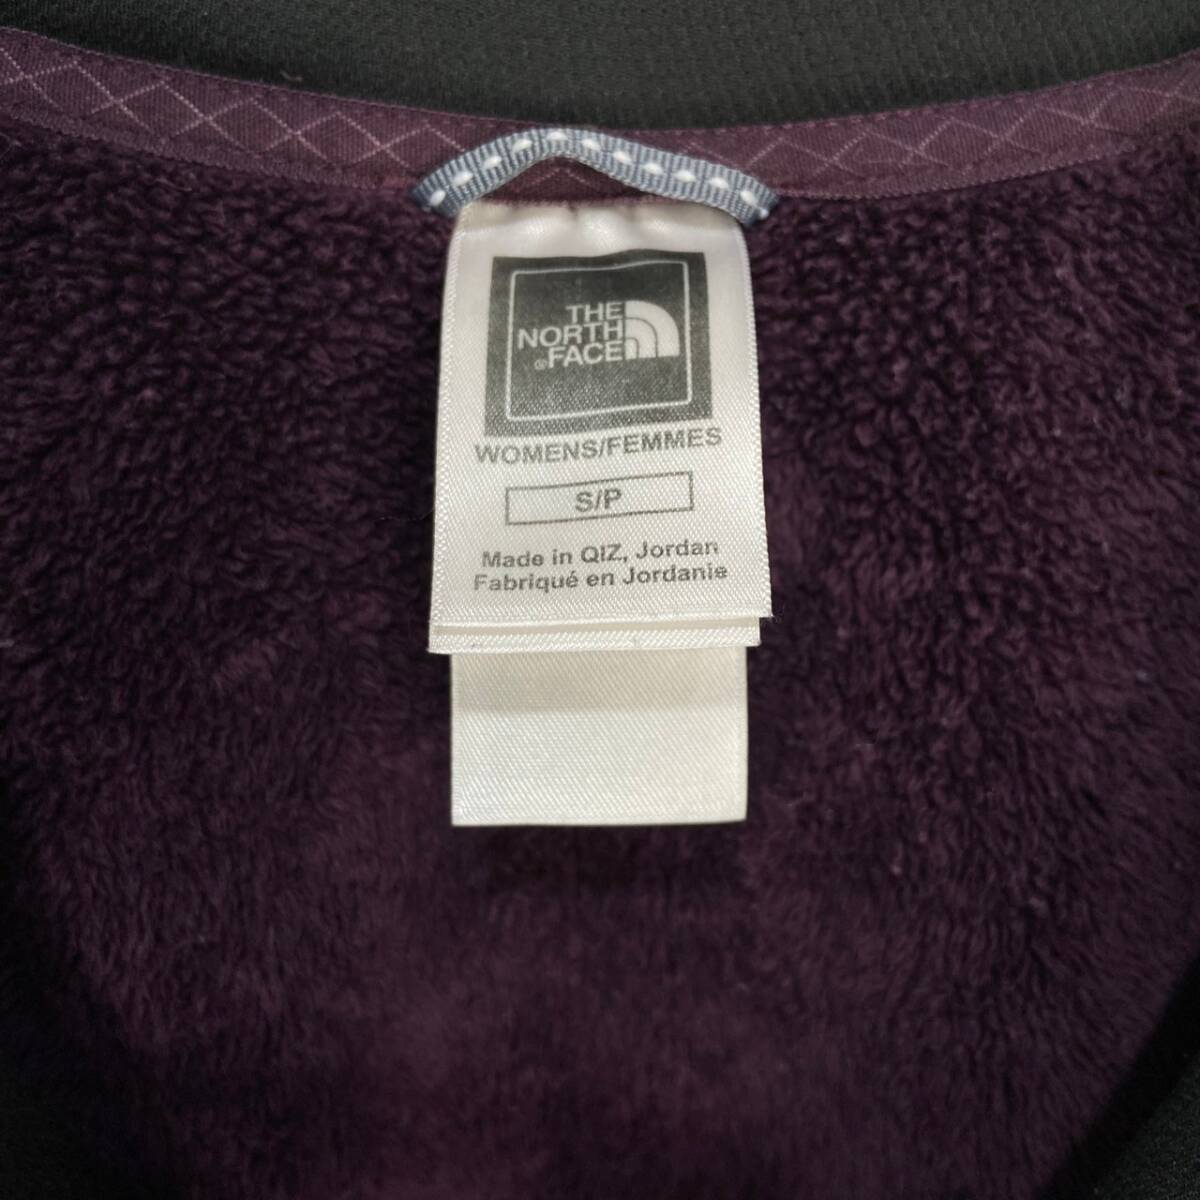 THE
NORTH
®FACE
WOMENS/FEMMES
S/P
Made in QIZ, Jordan
Fabriqué en Jordanie